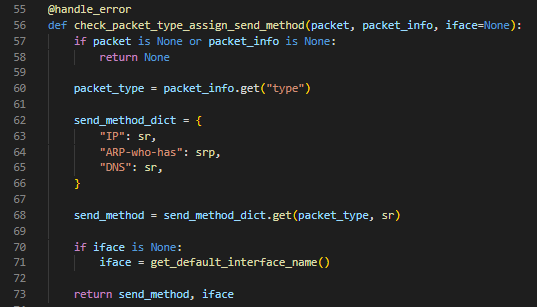 55 @handle_error
56 def check_packet_type_assign_send_method(packet, packet_info, iface=None):
57     if packet is None or packet_info is None:
58         return None
59
60     packet_type = packet_info.get("type")
61
62     send_method_dict = {
63         "IP": sr,
64         "ARP-who-has": srp,
65         "DNS": sr,
66     }
67
68     send_method = send_method_dict.get(packet_type, sr)
69
70     if iface is None:
71         iface = get_default_interface_name()
72
73     return send_method, iface